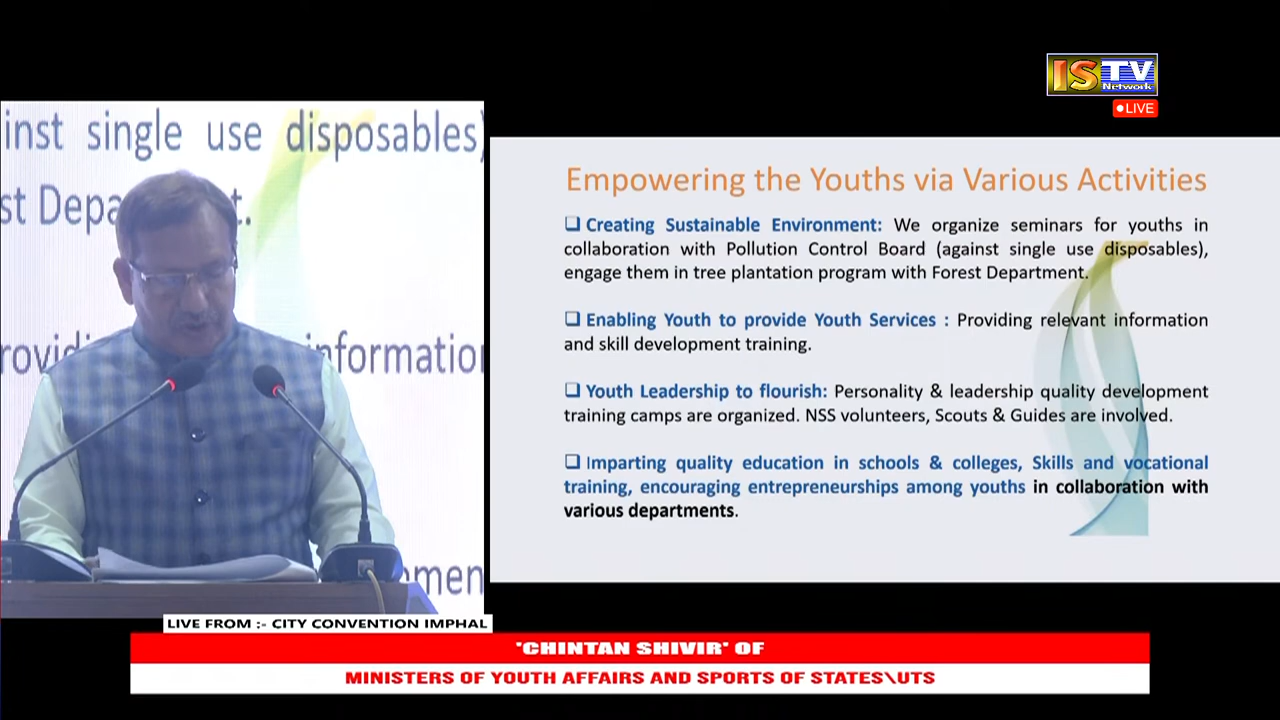 IS TV
Network
LIVE
inst single use disposables)
st Depa t.
rovidi information
men
Empowering the Youths via Various Activities
❑ Creating Sustainable Environment: We organize seminars for youths in
collaboration with Pollution Control Board (against single use disposables),
engage them in tree plantation program with Forest Department.
❑ Enabling Youth to provide Youth Services : Providing relevant information
and skill development training.
❑ Youth Leadership to flourish: Personality & leadership quality development
training camps are organized. NSS volunteers, Scouts & Guides are involved.
❑ Imparting quality education in schools & colleges, Skills and vocational
training, encouraging entrepreneurships among youths in collaboration with
various departments.
LIVE FROM :- CITY CONVENTION IMPHAL
'CHINTAN SHIVIR' OF
MINISTERS OF YOUTH AFFAIRS AND SPORTS OF STATES\UTS